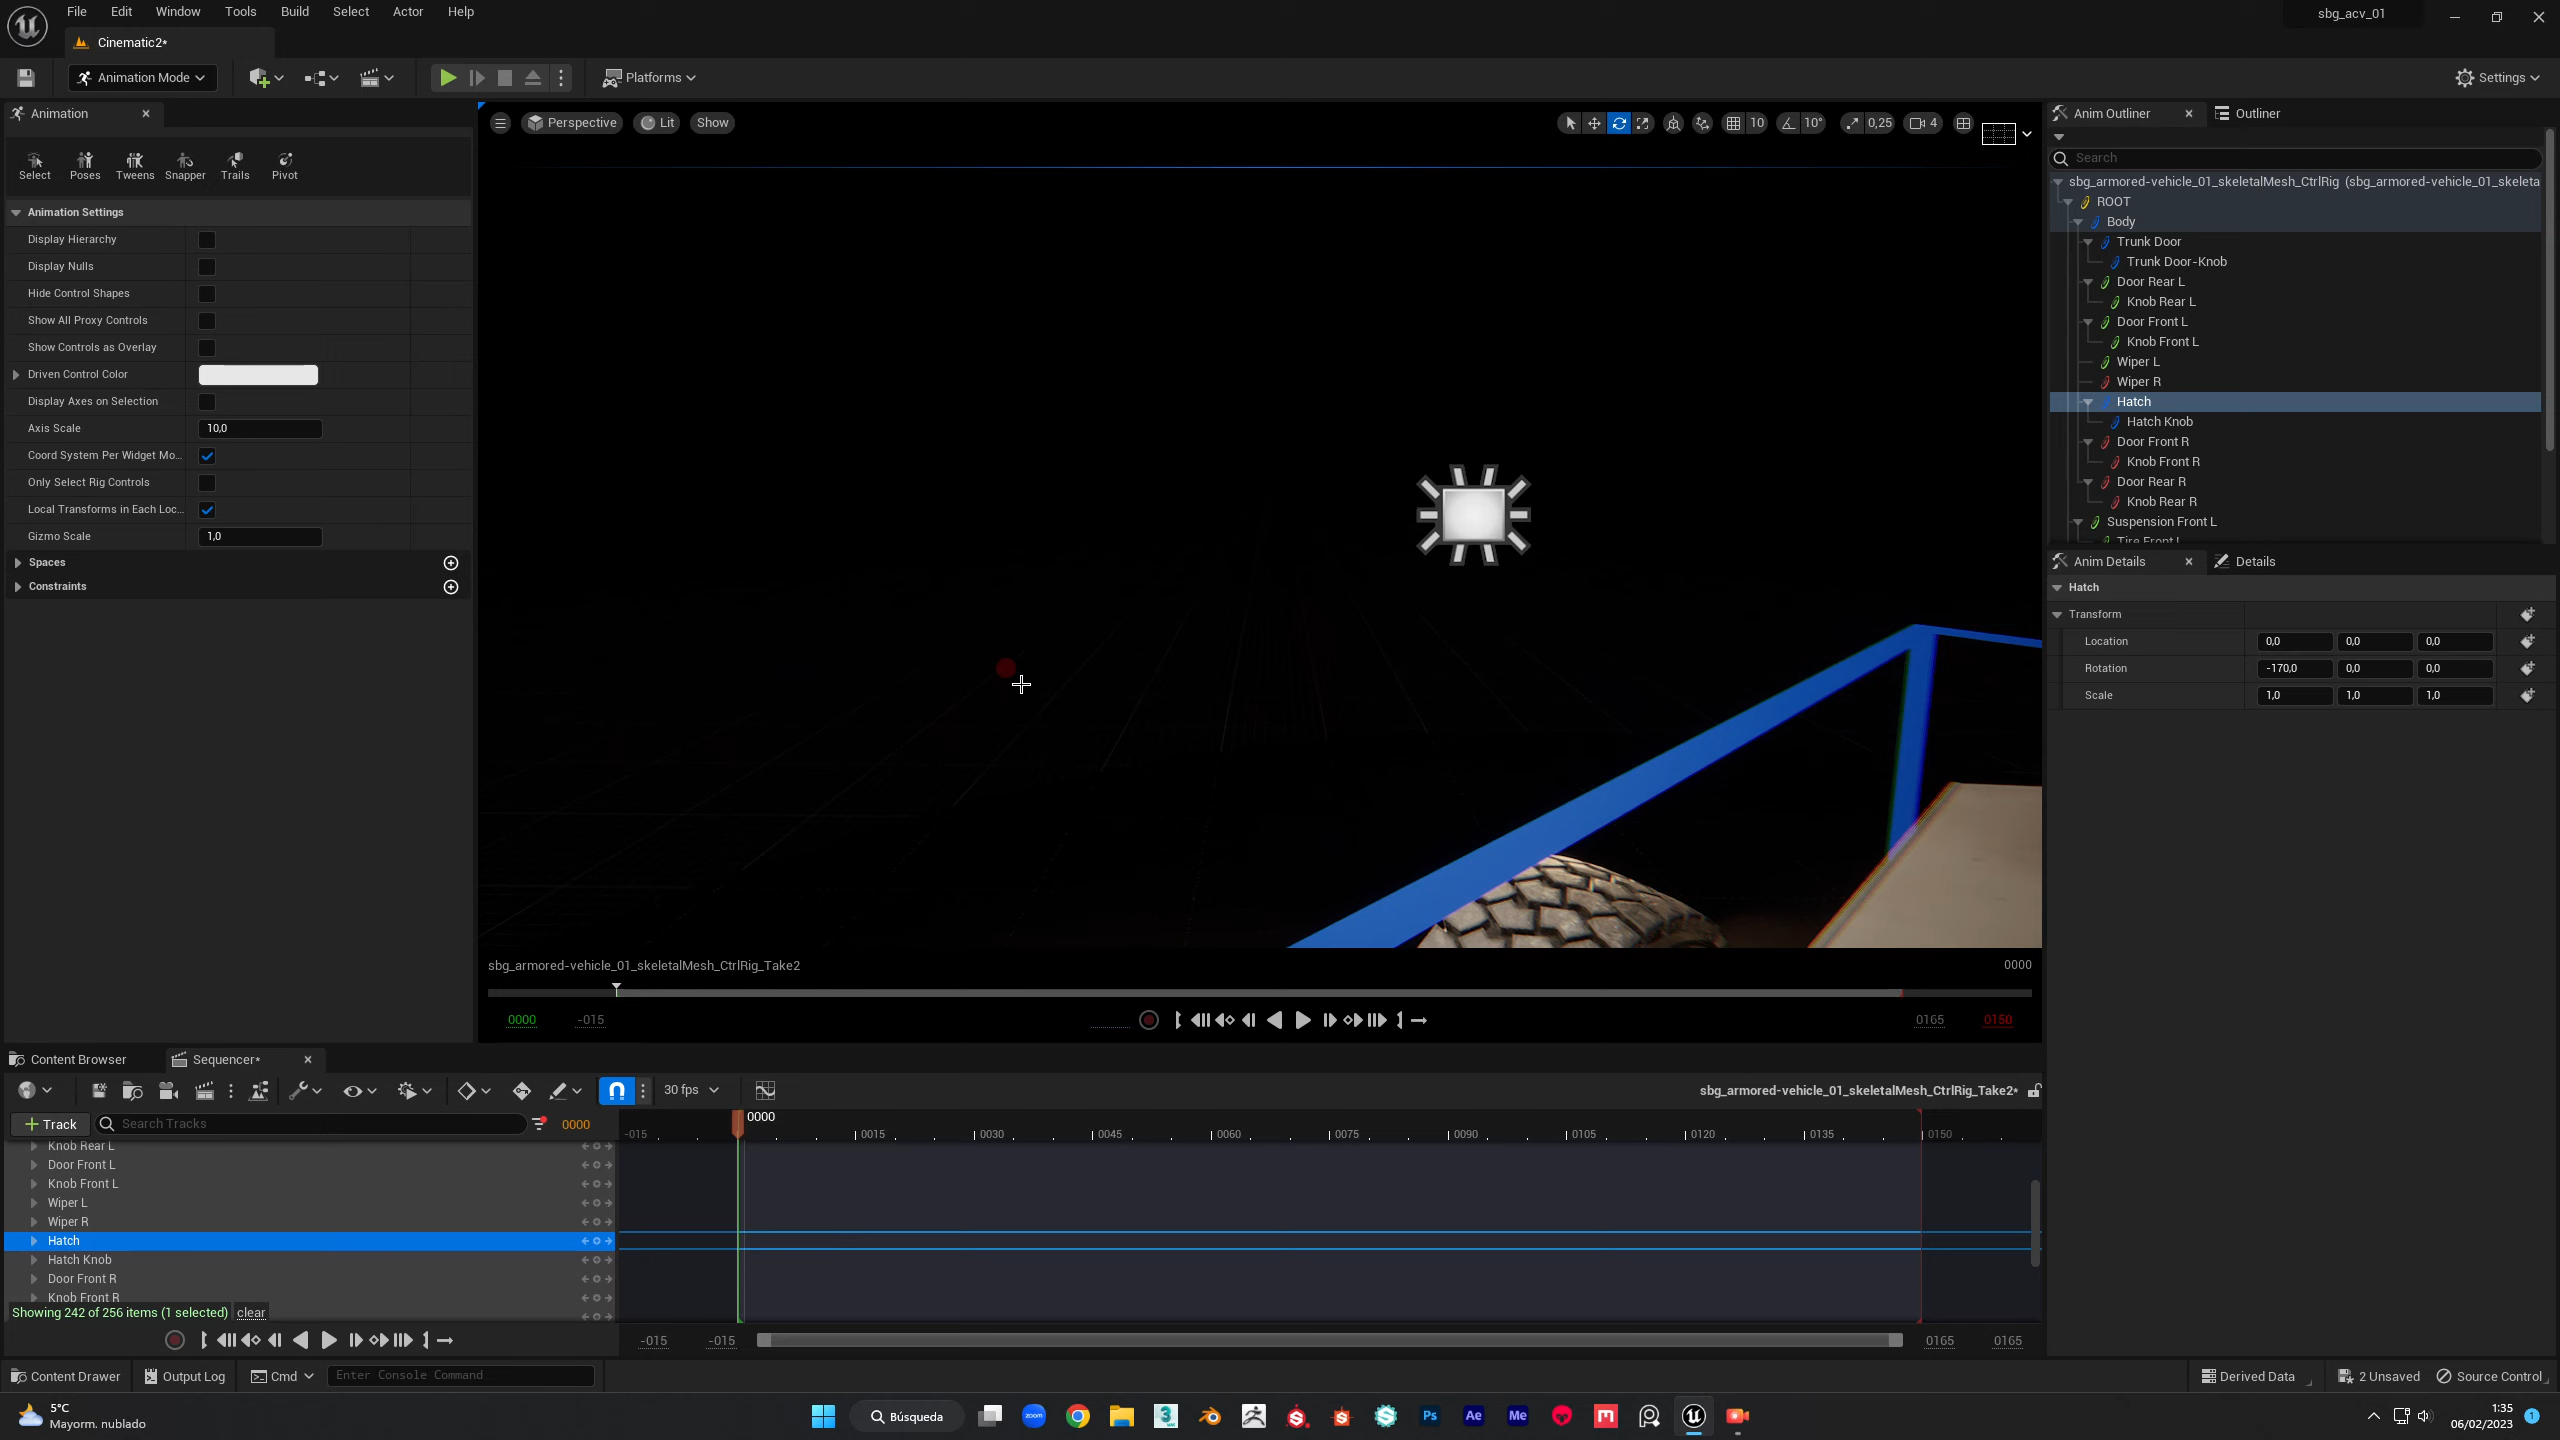 File Edit Window Tools Build Select Actor Help
sbg_acv_01
Cinematic2*
Animation Mode
Platforms
Settings
Animation
Select Poses Tweens Snapper Trails Pivot
Animation Settings
Display Hierarchy
Display Nulls
Hide Control Shapes
Show All Proxy Controls
Show Controls as Overlay
Driven Control Color
Display Axes on Selection
Axis Scale 10,0
Coord System Per Widget Mo...
Only Select Rig Controls
Local Transforms in Each Loc...
Gizmo Scale 1,0
Spaces
Constraints
Perspective Lit Show
10 10° 0,25 4
sbg_armored-vehicle_01_skeletalMesh_CtrlRig_Take2 0000
0000 -015 0165 0150
Anim Outliner Outliner
Search
sbg_armored-vehicle_01_skeletalMesh_CtrlRig (sbg_armored-vehicle_01_skeleta
ROOT
Body
Trunk Door
Trunk Door-Knob
Door Rear L
Knob Rear L
Door Front L
Knob Front L
Wiper L
Wiper R
Hatch
Hatch Knob
Door Front R
Knob Front R
Door Rear R
Knob Rear R
Suspension Front L
Tire Front L
Anim Details Details
Hatch
Transform
Location 0,0 0,0 0,0
Rotation -170,0 0,0 0,0
Scale 1,0 1,0 1,0
Content Browser Sequencer*
30 fps
sbg_armored-vehicle_01_skeletalMesh_CtrlRig_Take2*
Track Search Tracks 0000
0000
-015 0015 0030 0045 0060 0075 0090 0105 0120 0135 0150
Knob Rear L
Door Front L
Knob Front L
Wiper L
Wiper R
Hatch
Hatch Knob
Door Front R
Knob Front R
Showing 242 of 256 items (1 selected) clear
-015 -015 0165 0165
Content Drawer Output Log Cmd Enter Console Command
Derived Data 2 Unsaved Source Control
5°C
Mayorm. nublado
Búsqueda
zoom
3
Ps Ae Me
1:35
06/02/2023
1